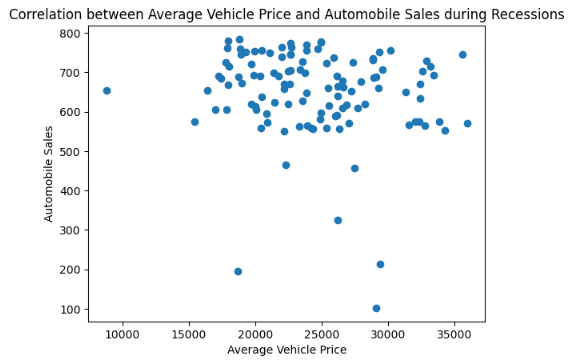 Correlation between Average Vehicle Price and Automobile Sales during Recessions
800
700
600
500
400
300
200
100
Automobile Sales
10000 15000 20000 25000 30000 35000
Average Vehicle Price